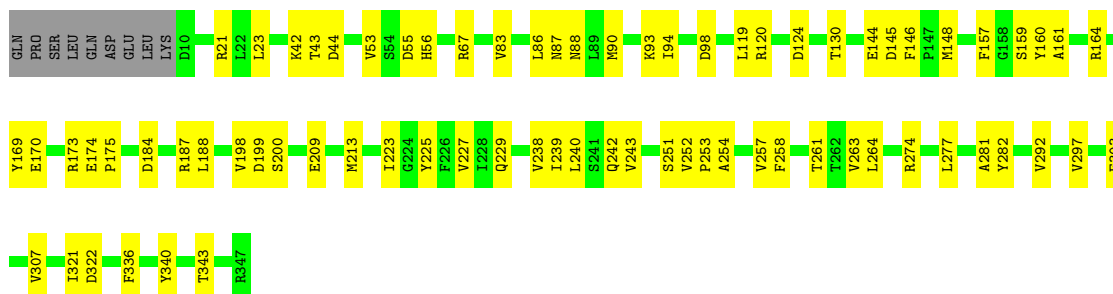 GLN PRO SER LEU GLN ASP GLU LEU LYS D10 R21 L22 L23 K42 T43 D44 V53 S54 D55 H56 R67 V83 L86 N87 N88 L89 M90 K93 I94 D98 L119 R120 D124 T130 E144 D145 F146 P147 M148 F157 G158 S159 Y160 A161 R164
Y169 E170 R173 E174 P175 D184 R187 L188 V198 D199 S200 E209 M213 I223 G224 Y225 F226 V227 I228 Q229 V238 I239 L240 S241 Q242 V243 S251 V252 P253 A254 V257 F258 T261 T262 V263 L264 R274 L277 A281 Y282 V292 V297
V307 I321 D322 F336 Y340 T343 R347